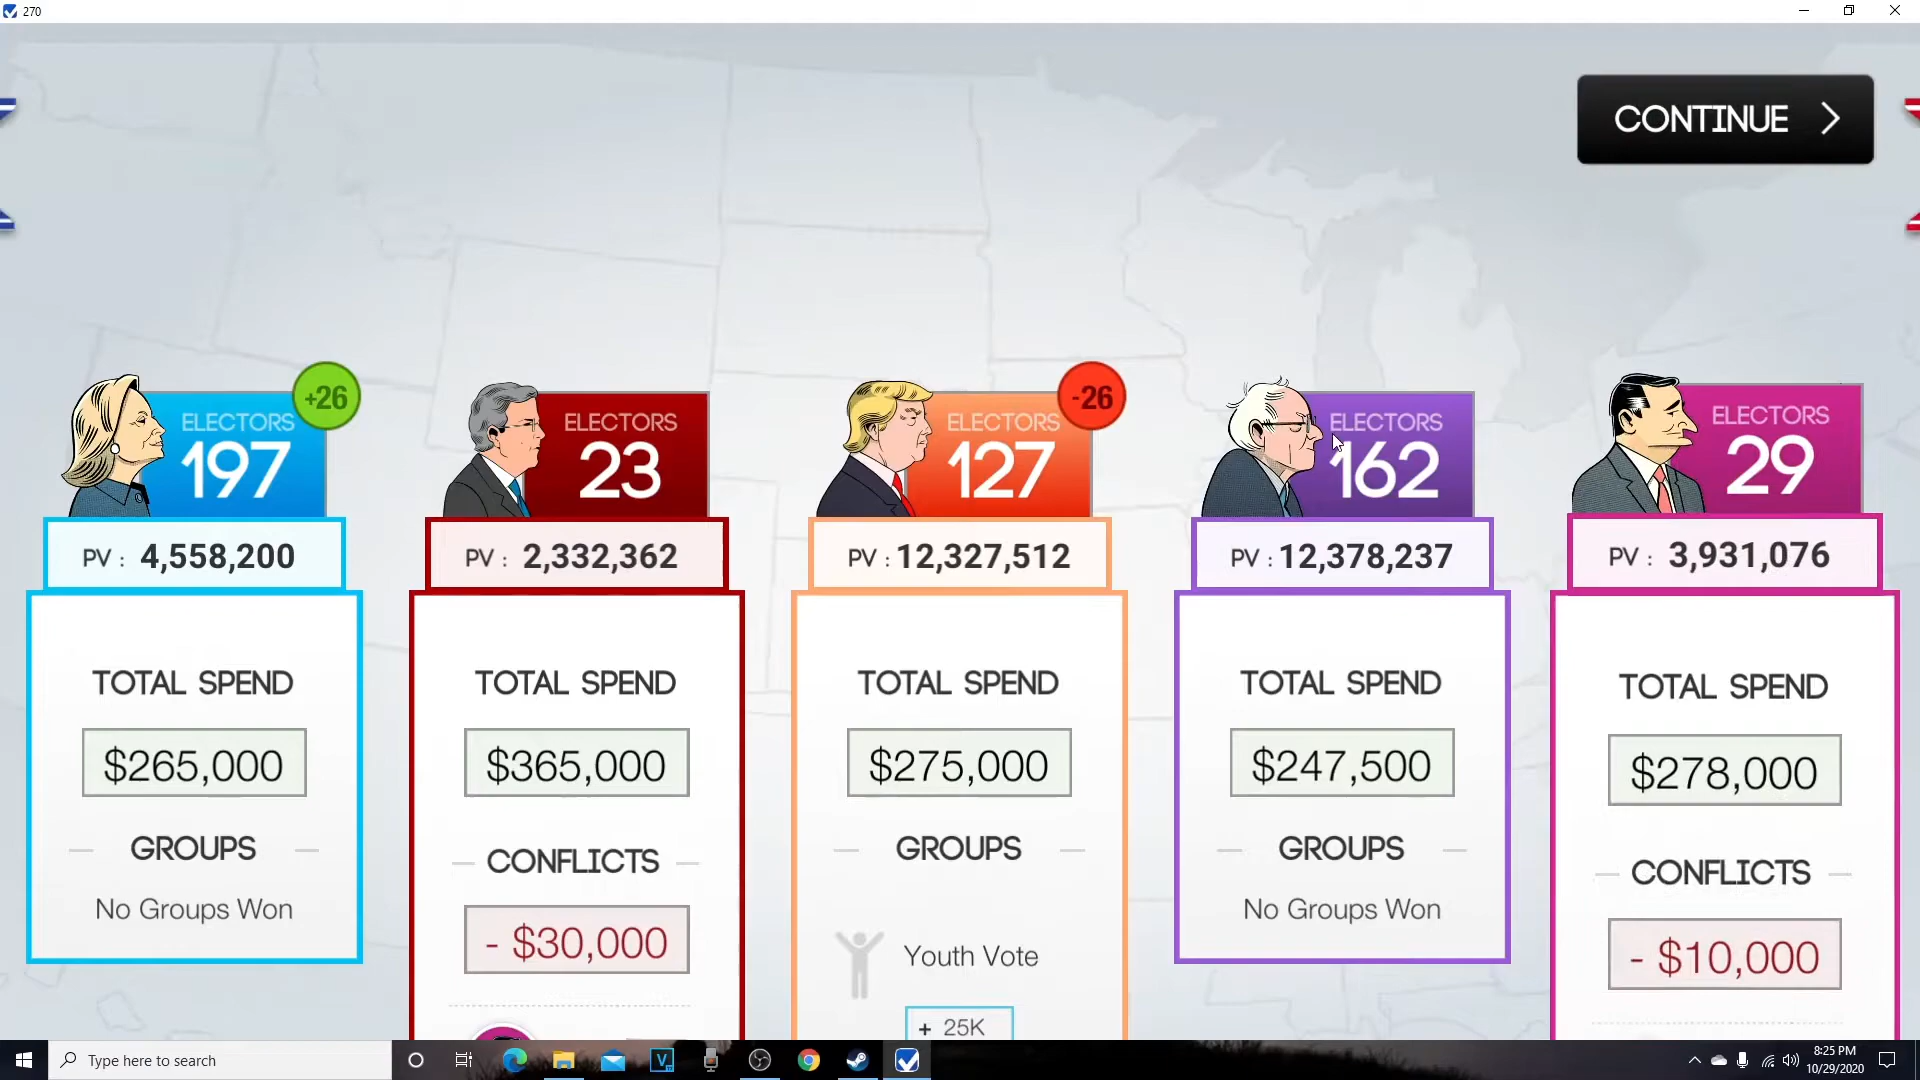 270
CONTINUE
+26
ELECTORS
197
PV : 4,558,200
TOTAL SPEND
$265,000
GROUPS
No Groups Won
ELECTORS
23
PV : 2,332,362
TOTAL SPEND
$365,000
CONFLICTS
- $30,000
-26
ELECTORS
127
PV : 12,327,512
TOTAL SPEND
$275,000
GROUPS
Youth Vote
+ 25K
ELECTORS
162
PV : 12,378,237
TOTAL SPEND
$247,500
GROUPS
No Groups Won
ELECTORS
29
PV : 3,931,076
TOTAL SPEND
$278,000
CONFLICTS
- $10,000
Type here to search
8:25 PM
10/29/2020